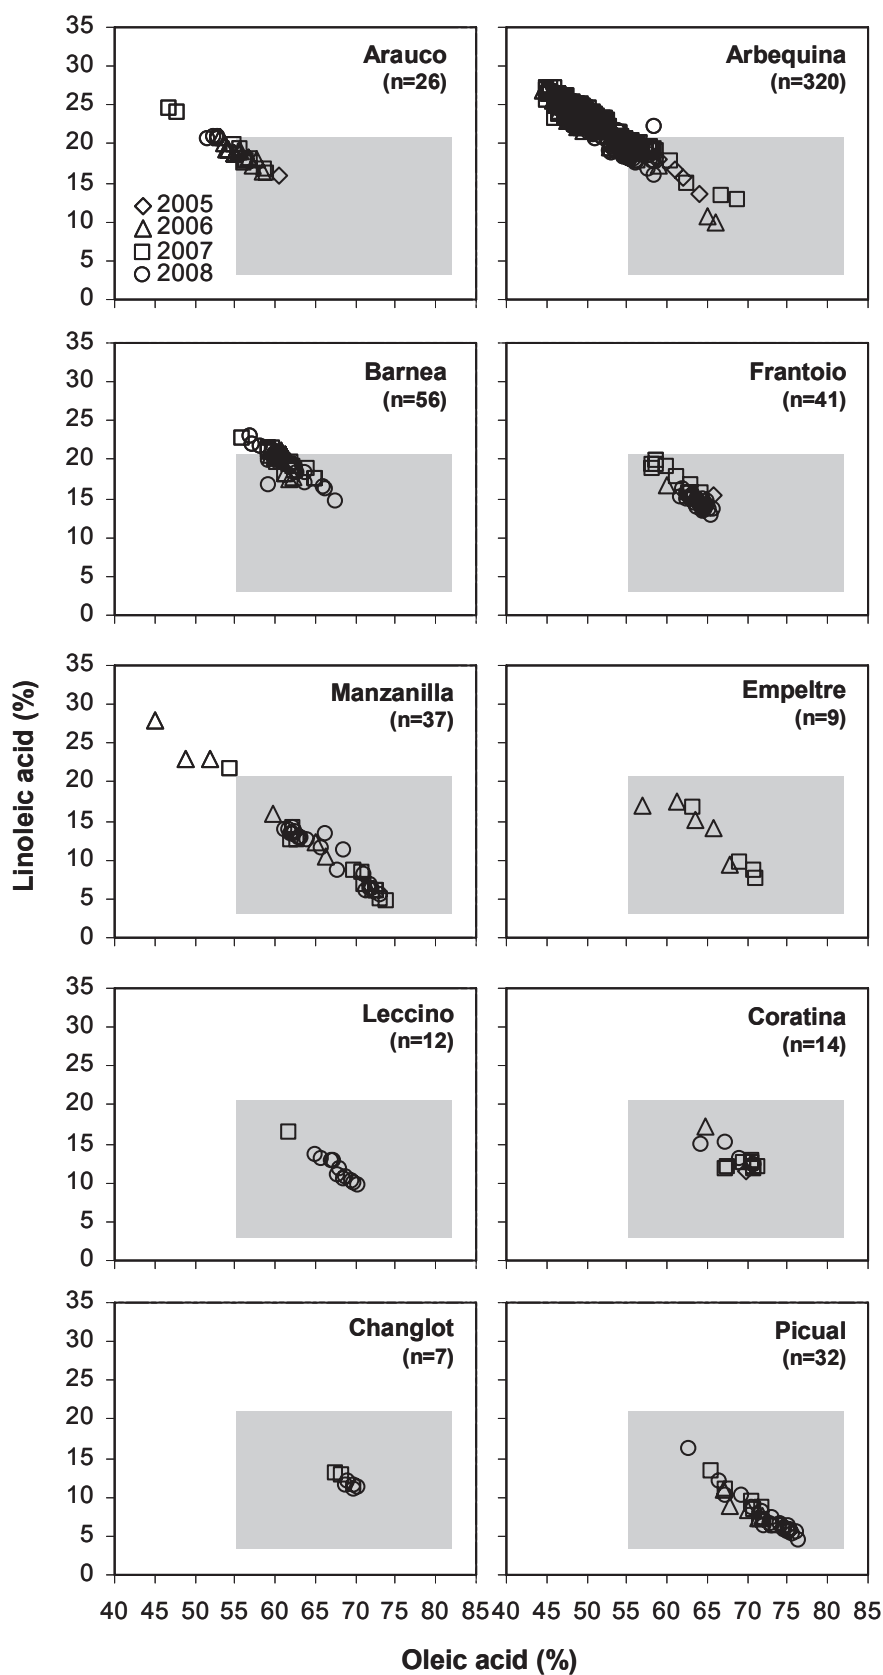 35
30
25
20
15
10
5
0
Arauco
(n=26)
2005
2006
2007
2008
Arbequina
(n=320)
35
30
25
20
15
10
5
0
Barnea
(n=56)
Frantoio
(n=41)
Linoleic acid (%)
35
30
25
20
15
10
5
0
Manzanilla
(n=37)
Empeltre
(n=9)
35
30
25
20
15
10
5
0
Leccino
(n=12)
Coratina
(n=14)
35
30
25
20
15
10
5
0
Changlot
(n=7)
Picual
(n=32)
40 45 50 55 60 65 70 75 80 85 40 45 50 55 60 65 70 75 80 85
Oleic acid (%)